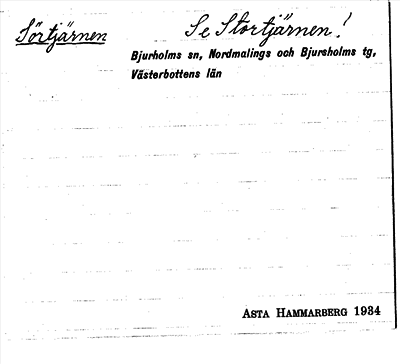 Sörtjärnen
Se Stortjärnen!
Bjurholms sn, Nordmalings och Bjursholms tg,
Västerbottens län
ASTA HAMMARBERG 1934